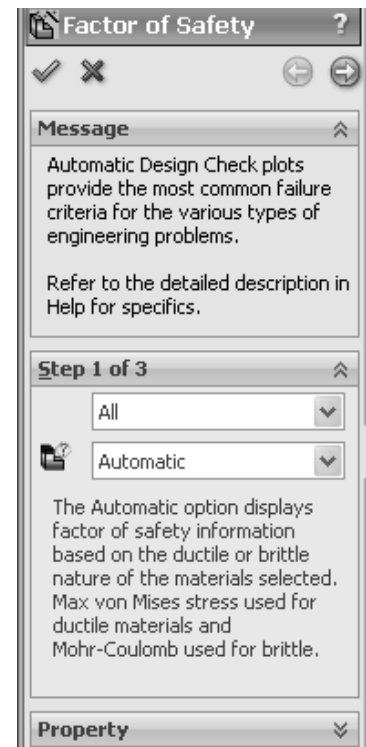 Factor of Safety ?
Message
Automatic Design Check plots
provide the most common failure
criteria for the various types of
engineering problems.
Refer to the detailed description in
Help for specifics.
Step 1 of 3
All
Automatic
The Automatic option displays
factor of safety information
based on the ductile or brittle
nature of the materials selected.
Max von Mises stress used for
ductile materials and
Mohr-Coulomb used for brittle.
Property